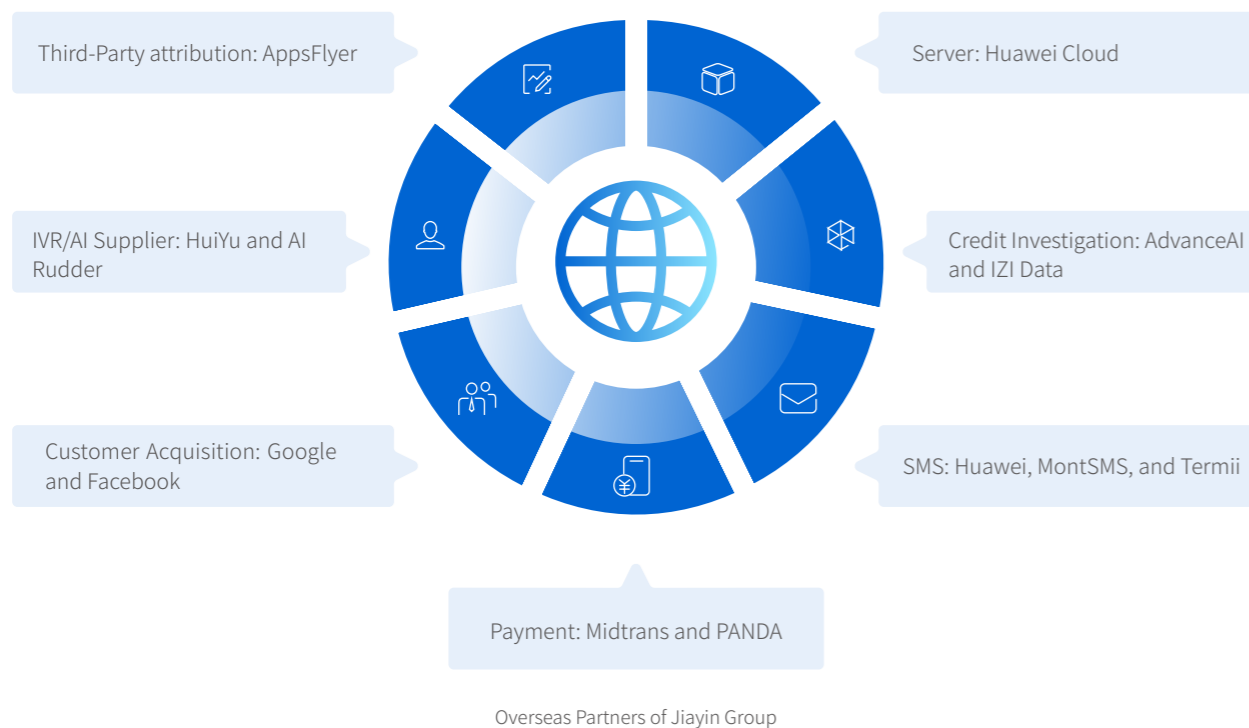 Third-Party attribution: AppsFlyer
Server: Huawei Cloud
IVR/AI Supplier: HuiYu and AI
Rudder
Credit Investigation: AdvanceAI
and IZI Data
Customer Acquisition: Google
and Facebook
SMS: Huawei, MontSMS, and Termii
Payment: Midtrans and PANDA
Overseas Partners of Jiayin Group